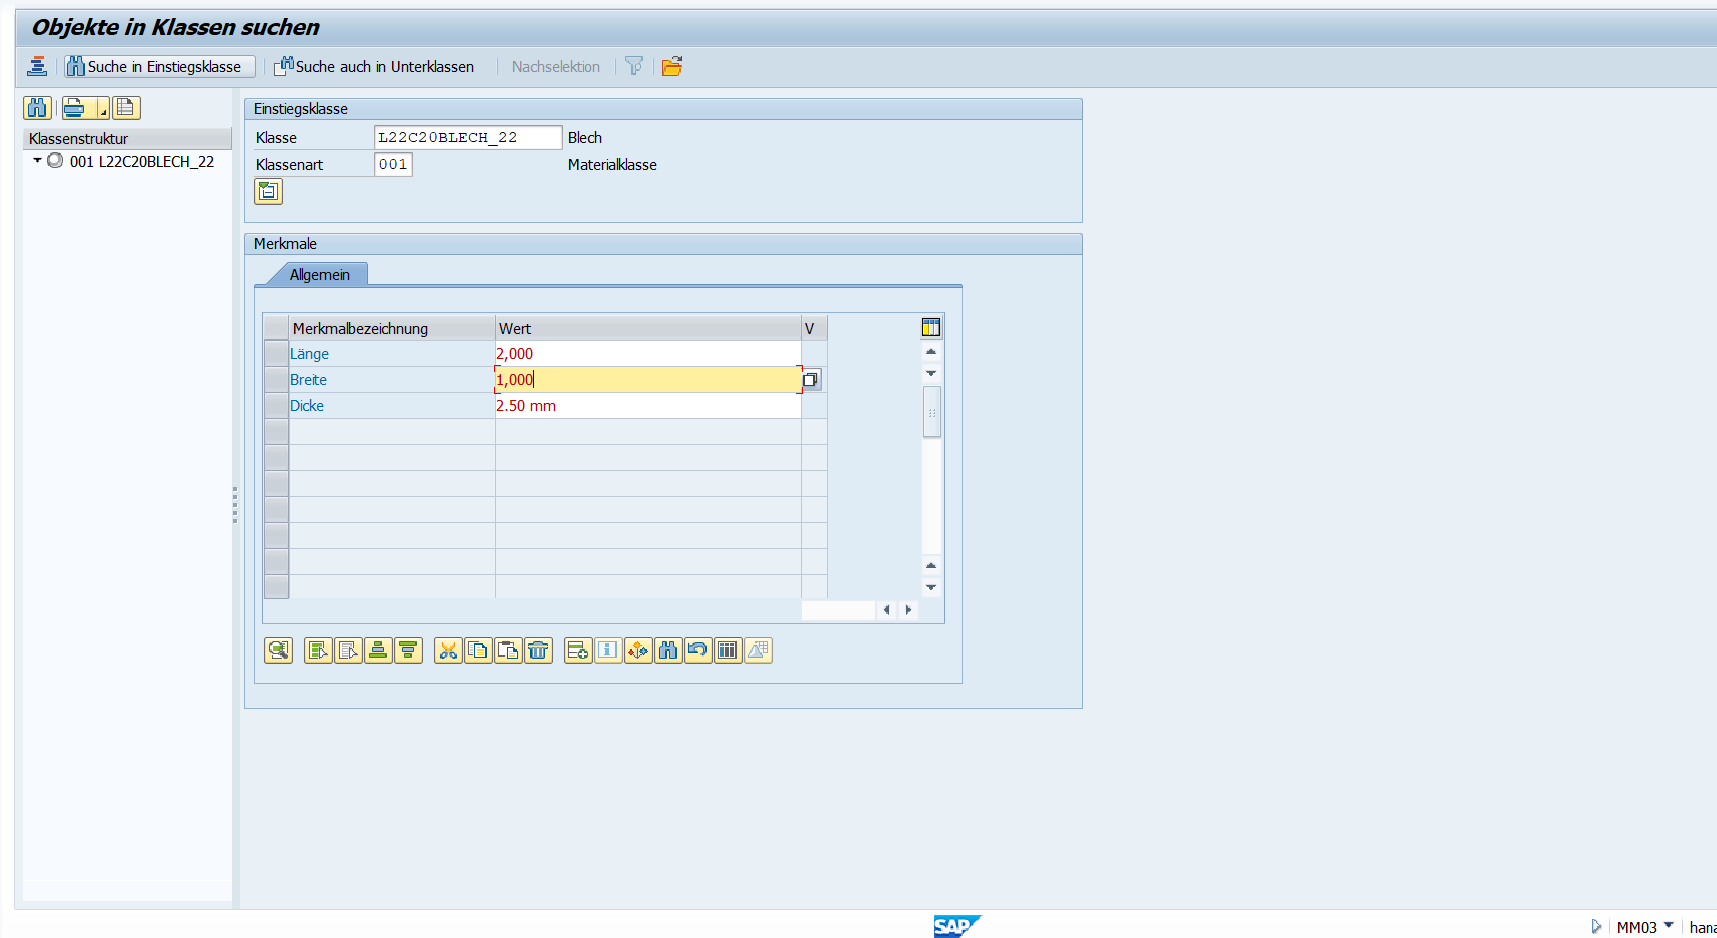 Objekte in Klassen suchen
Suche in Einstiegsklasse Suche auch in Unterklassen Nachselektion
Klassenstruktur
001 L22C20BLECH_22
Einstiegsklasse
Klasse L22C20BLECH_22 Blech
Klassenart 001 Materialklasse
Merkmale
Allgemein
Merkmalbezeichnung Wert V
Länge 2,000
Breite 1,000
Dicke 2.50 mm
SAP MM03 hana